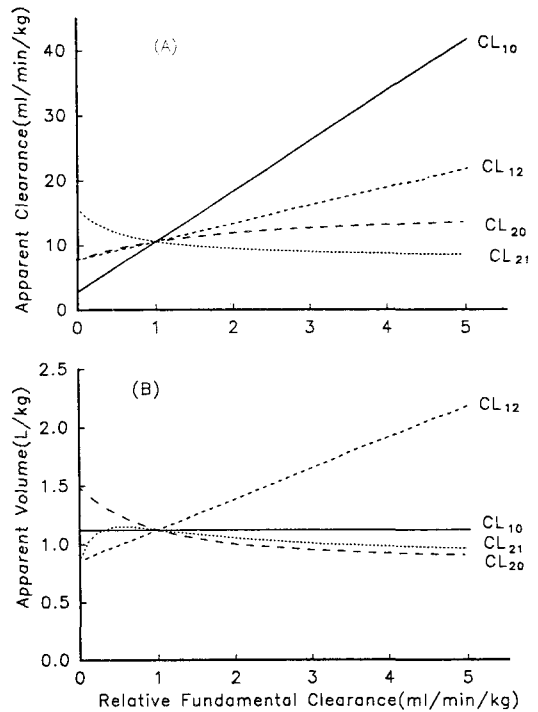 (A)
Apparent Clearance(ml/min/kg)
40
30
20
10
0
CL10
CL12
CL20
CL21
0 1 2 3 4 5
(B)
Apparent Volume(L/kg)
2.5
2.0
1.5
1.0
0.5
0.0
CL12
CL10
CL21
CL20
0 1 2 3 4 5
Relative Fundamental Clearance(ml/min/kg)